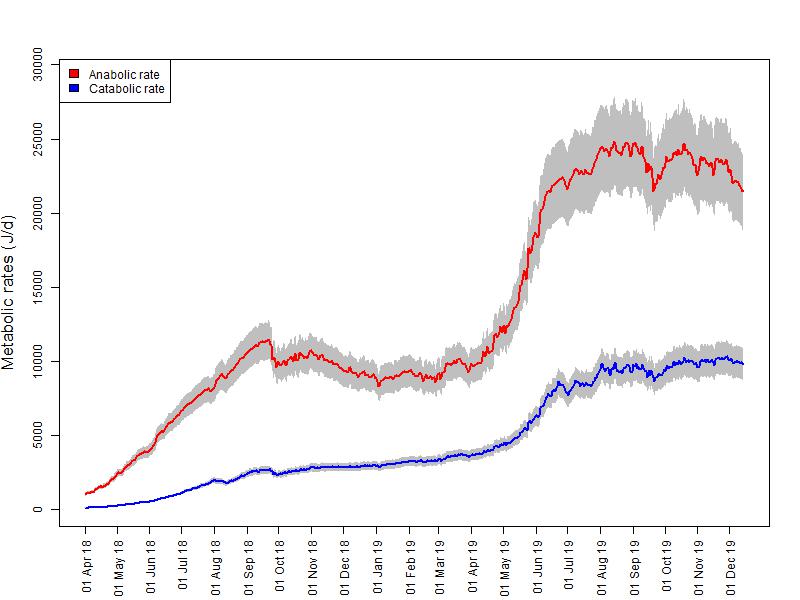 30000
Anabolic rate
Catabolic rate
25000
20000
15000
10000
5000
0
Metabolic rates (J/d)
01 Apr 18
01 May 18
01 Jun 18
01 Jul 18
01 Aug 18
01 Sep 18
01 Oct 18
01 Nov 18
01 Dec 18
01 Jan 19
01 Feb 19
01 Mar 19
01 Apr 19
01 May 19
01 Jun 19
01 Jul 19
01 Aug 19
01 Sep 19
01 Oct 19
01 Nov 19
01 Dec 19